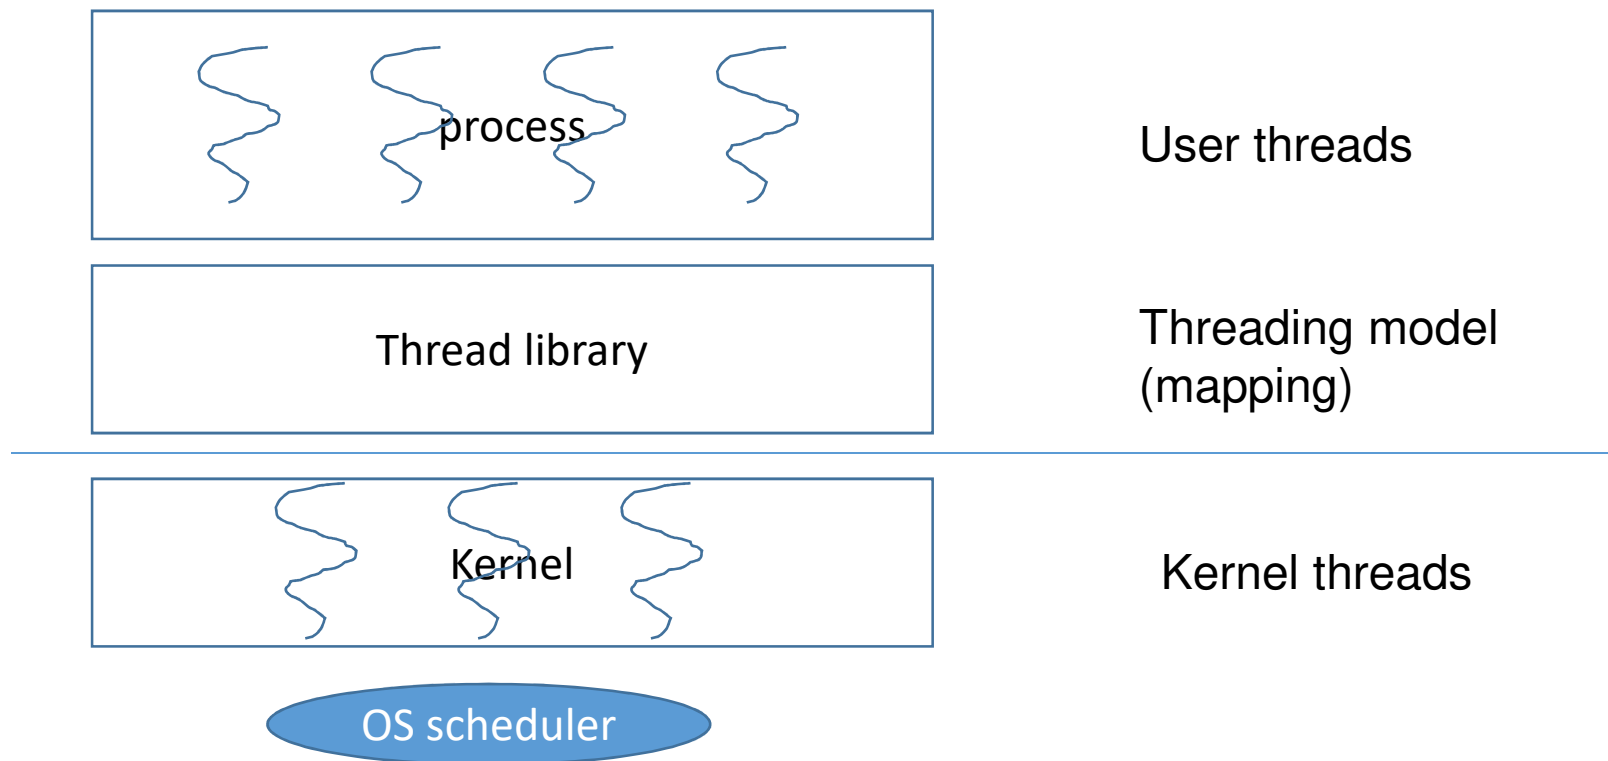 process
User threads
Thread library
Threading model
(mapping)
Kernel
Kernel threads
OS scheduler